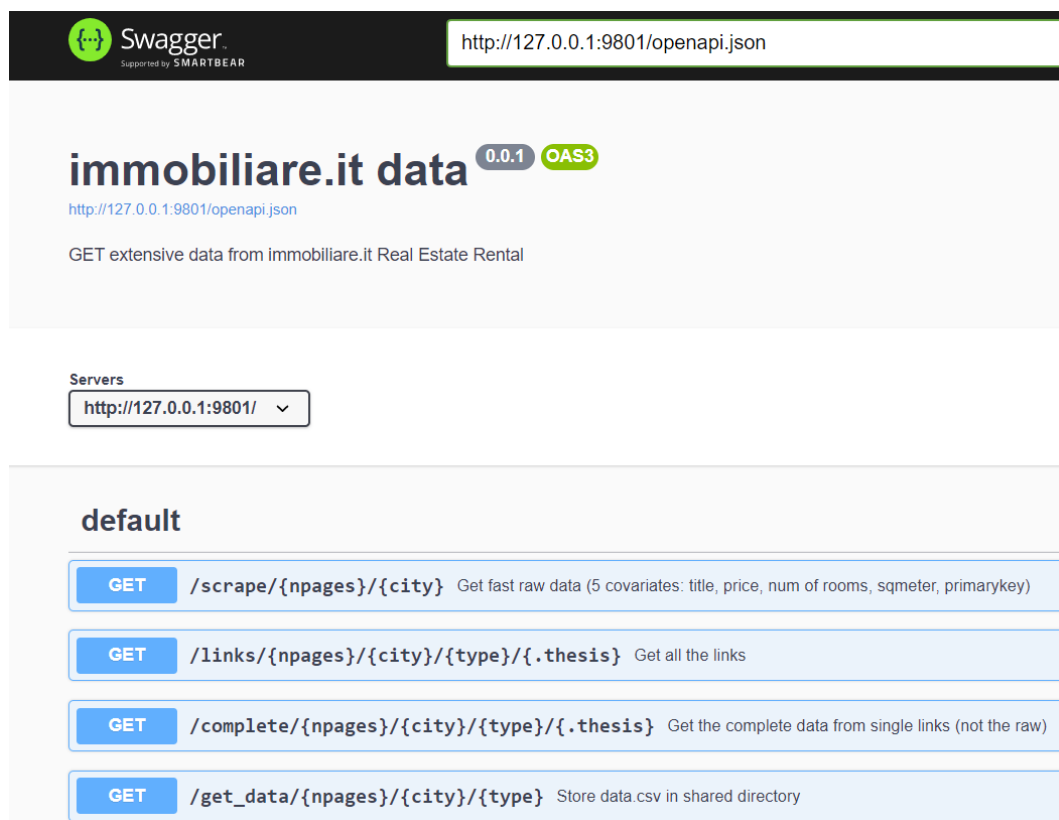 Swagger.
Supported by SMARTBEAR
http://127.0.0.1:9801/openapi.json
immobiliare.it data 0.0.1 OAS3
http://127.0.0.1:9801/openapi.json
GET extensive data from immobiliare.it Real Estate Rental
Servers
http://127.0.0.1:9801/
default
GET /scrape/{npages}/{city} Get fast raw data (5 covariates: title, price, num of rooms, sqmeter, primarykey)
GET /links/{npages}/{city}/{type}/{.thesis} Get all the links
GET /complete/{npages}/{city}/{type}/{.thesis} Get the complete data from single links (not the raw)
GET /get_data/{npages}/{city}/{type} Store data.csv in shared directory